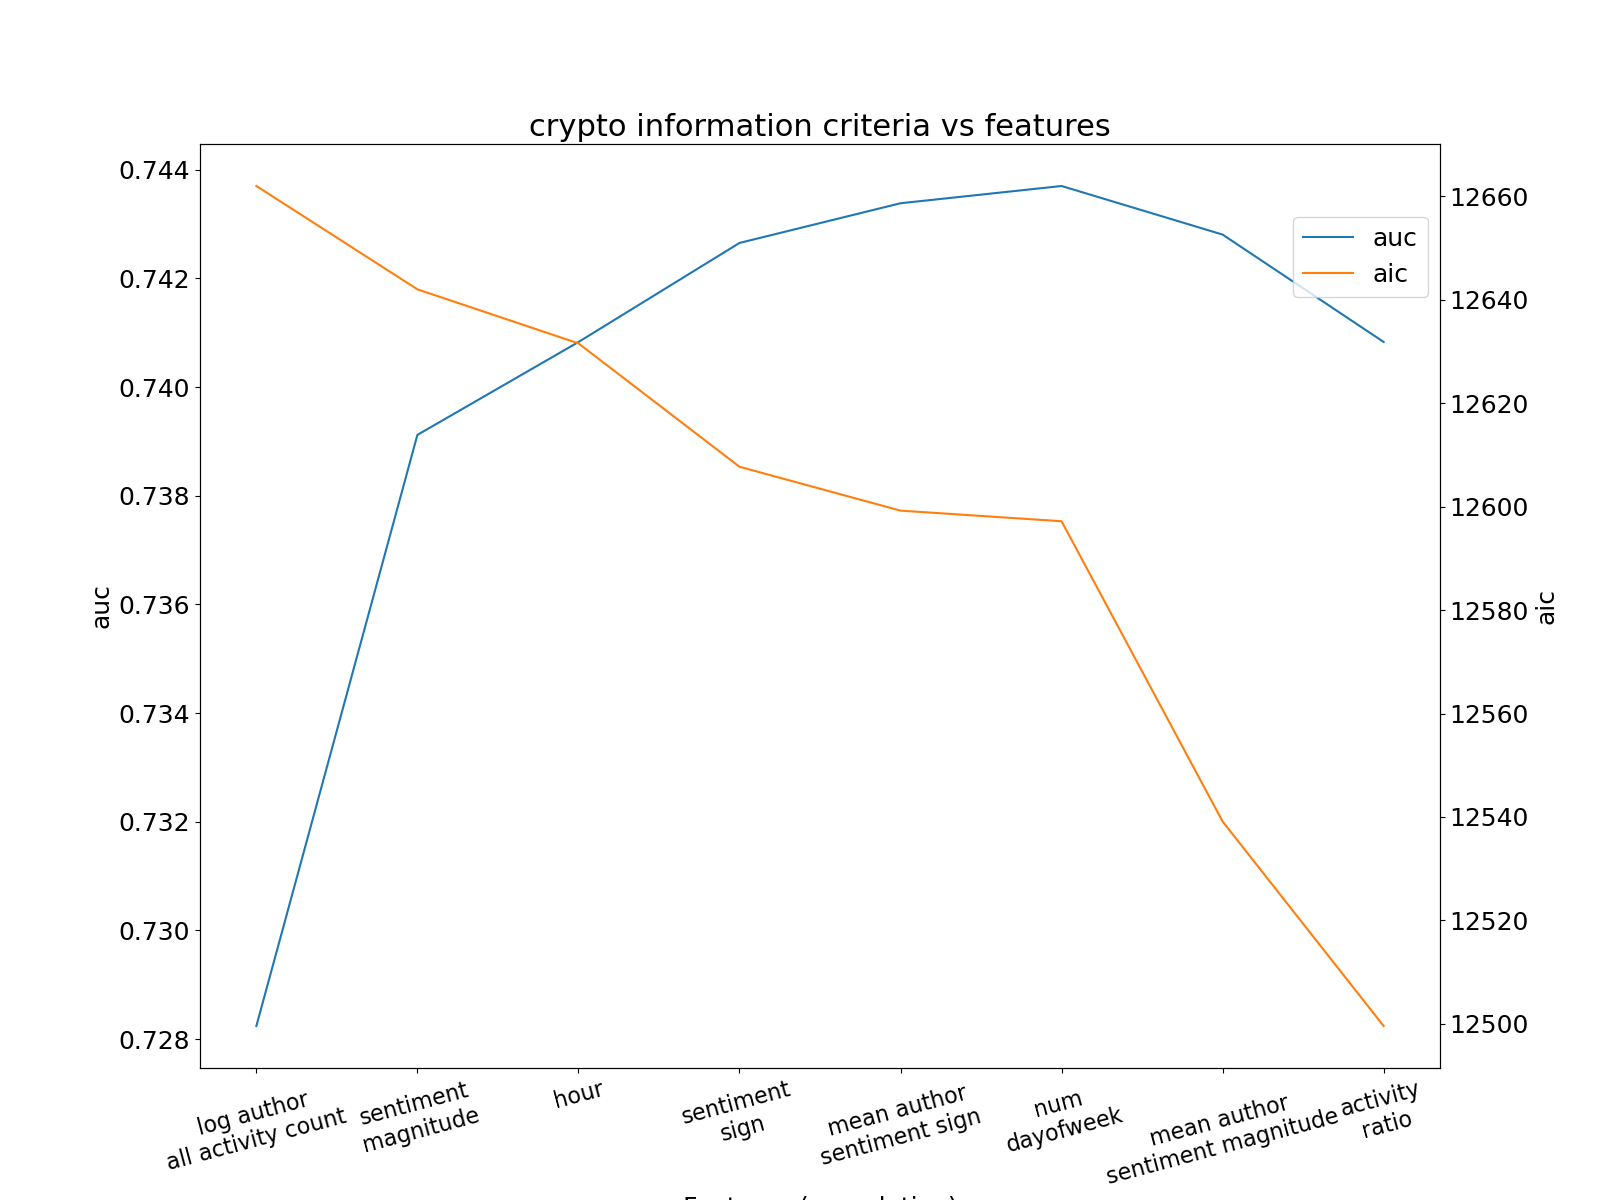 crypto information criteria vs features
0.744
0.742
0.740
0.738
0.736
0.734
0.732
0.730
0.728
auc
12660
12640
12620
12600
12580
12560
12540
12520
12500
aic
auc
aic
log author
all activity count
sentiment
magnitude
hour
sentiment
sign
mean author
sentiment sign
num
dayofweek
mean author
sentiment magnitude
activity
ratio